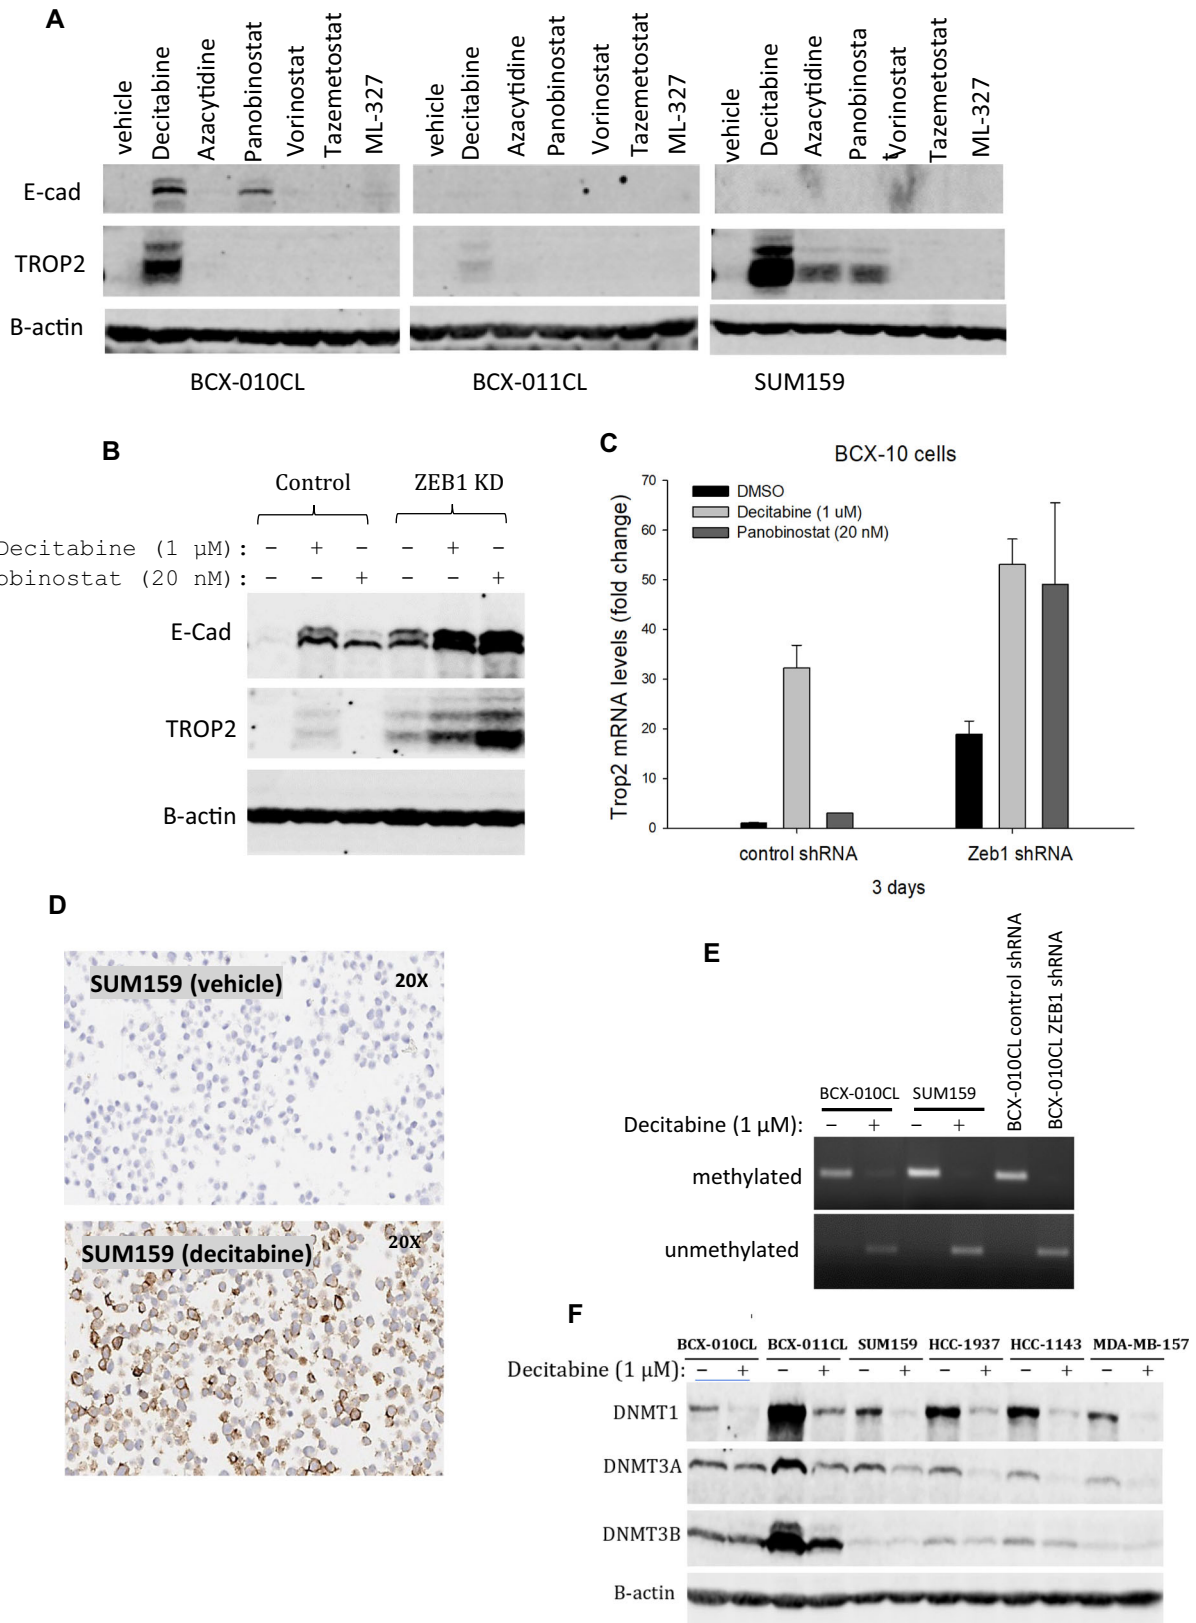 A
vehicle
Decitabine
Azacytidine
Panobinostat
Vorinostat
Tazemetostat
ML-327
vehicle
Decitabine
Azacytidine
Panobinostat
Vorinostat
Tazemetostat
ML-327
vehicle
Decitabine
Azacytidine
Panobinosta
t
Vorinostat
Tazemetostat
ML-327
E-cad
TROP2
B-actin
BCX-010CL
BCX-011CL
SUM159
B
Control
ZEB1 KD
Decitabine (1 µM): − + − − + −
obinostat (20 nM): − − + − − +
E-Cad
TROP2
B-actin
C
BCX-10 cells
Trop2 mRNA levels (fold change)
70
60
50
40
30
20
10
0
DMSO
Decitabine (1 uM)
Panobinostat (20 nM)
control shRNA
Zeb1 shRNA
3 days
D
SUM159 (vehicle)
20X
SUM159 (decitabine)
20X
E
BCX-010CL
SUM159
BCX-010CL control shRNA
BCX-010CL ZEB1 shRNA
Decitabine (1 µM): − + − +
methylated
unmethylated
F
BCX-010CL BCX-011CL SUM159 HCC-1937 HCC-1143 MDA-MB-157
Decitabine (1 µM): − + − + − + − + − + − +
DNMT1
DNMT3A
DNMT3B
B-actin